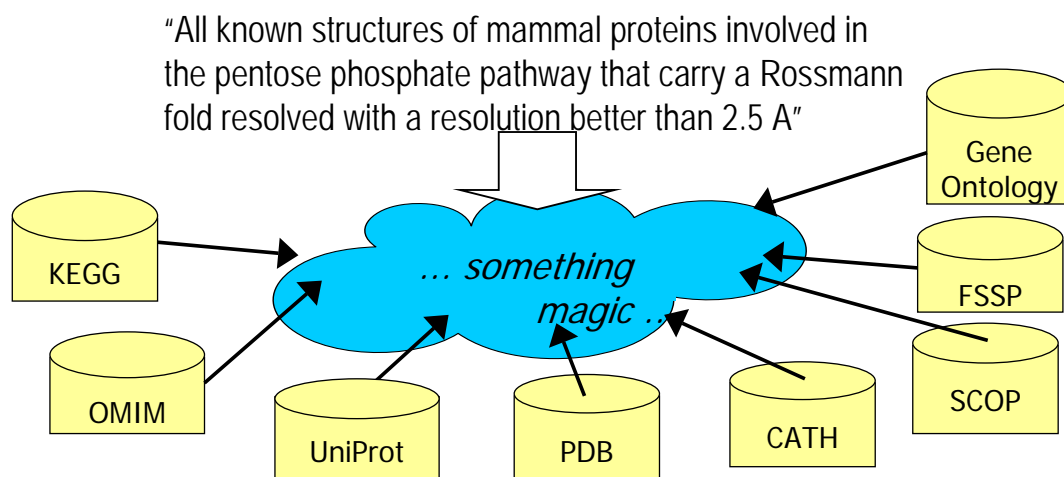 “All known structures of mammal proteins involved in
the pentose phosphate pathway that carry a Rossmann
fold resolved with a resolution better than 2.5 A”
Gene
Ontology
KEGG
... something
magic ..
FSSP
OMIM
UniProt
PDB
CATH
SCOP